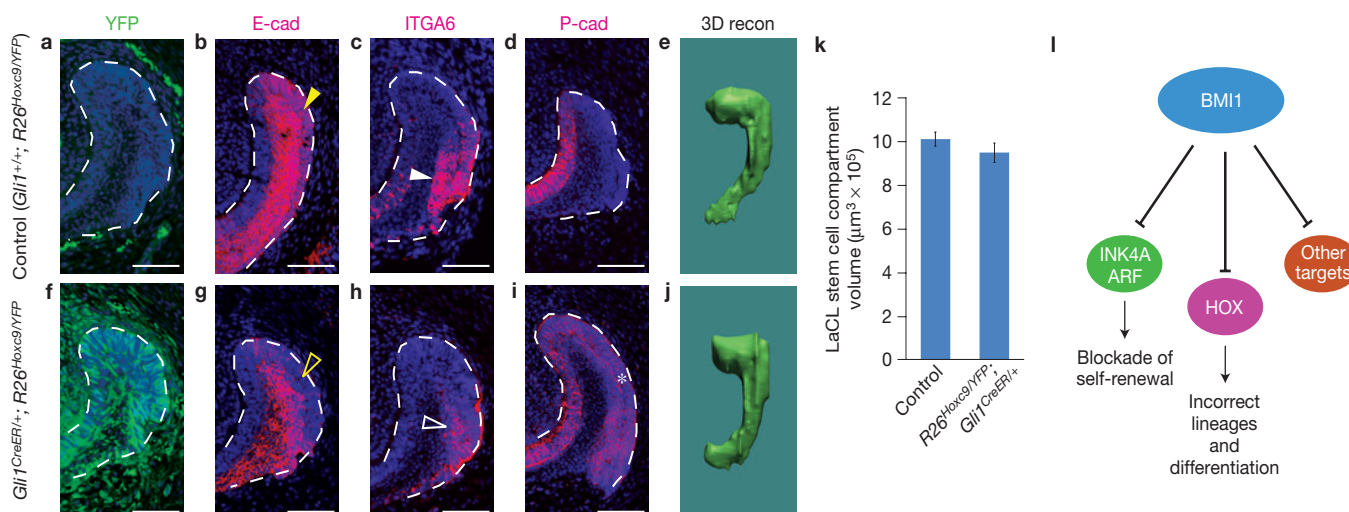 YFP E-cad ITGA6 P-cad 3D recon
a b c d e
Control (Gli1+/+; R26Hoxc9/YFP)
f g h i j
*
Gli1CreER/+; R26Hoxc9/YFP
k
LaCL stem cell compartment
volume (μm³ × 10⁵)
12
10
8
6
4
2
0
Control
R26Hoxc9/YFP;
Gli1CreER/+
l
BMI1
INK4A
ARF
HOX
Other
targets
Blockade of
self-renewal
Incorrect
lineages
and
differentiation